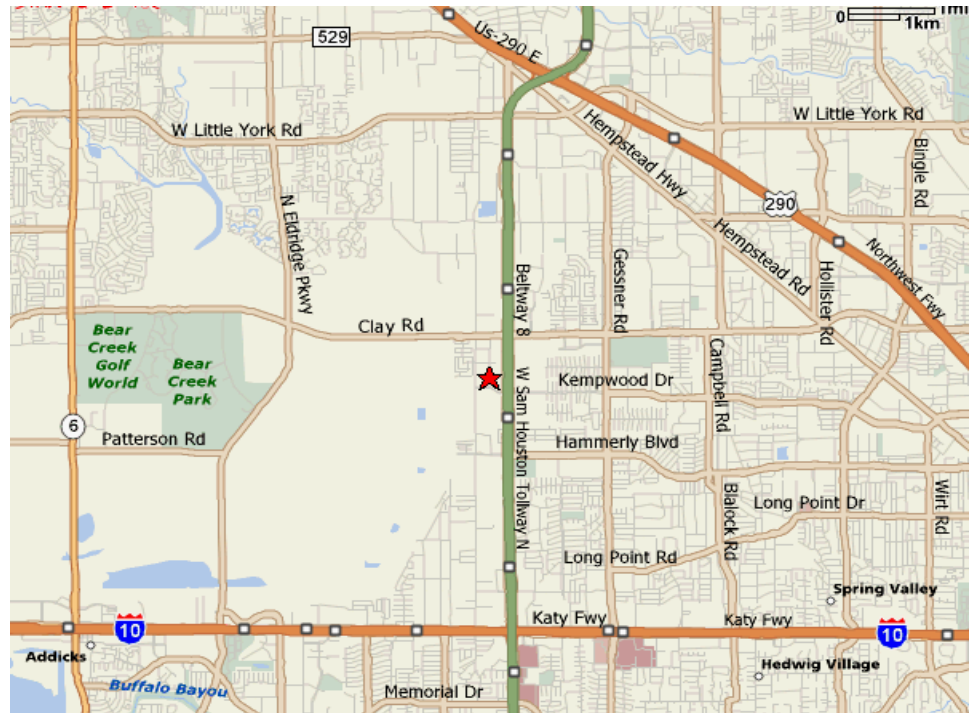 529
Us-290 E
0
1mi
1km
W Little York Rd
Hempstead Hwy
W Little York Rd
Bingle Rd
N Eldridge Pkwy
290
Hempstead Rd
Northwest Fwy
Beltway 8
Gessner Rd
Hollister Rd
Clay Rd
Bear
Creek
Golf
World
Bear
Creek
Park
Campbell Rd
Kempwood Dr
W Sam Houston Tollway N
6
Patterson Rd
Hammerly Blvd
Blalock Rd
Long Point Dr
Wirt Rd
Long Point Rd
Spring Valley
10
Katy Fwy
Katy Fwy
10
Addicks
Hedwig Village
Buffalo Bayou
Memorial Dr